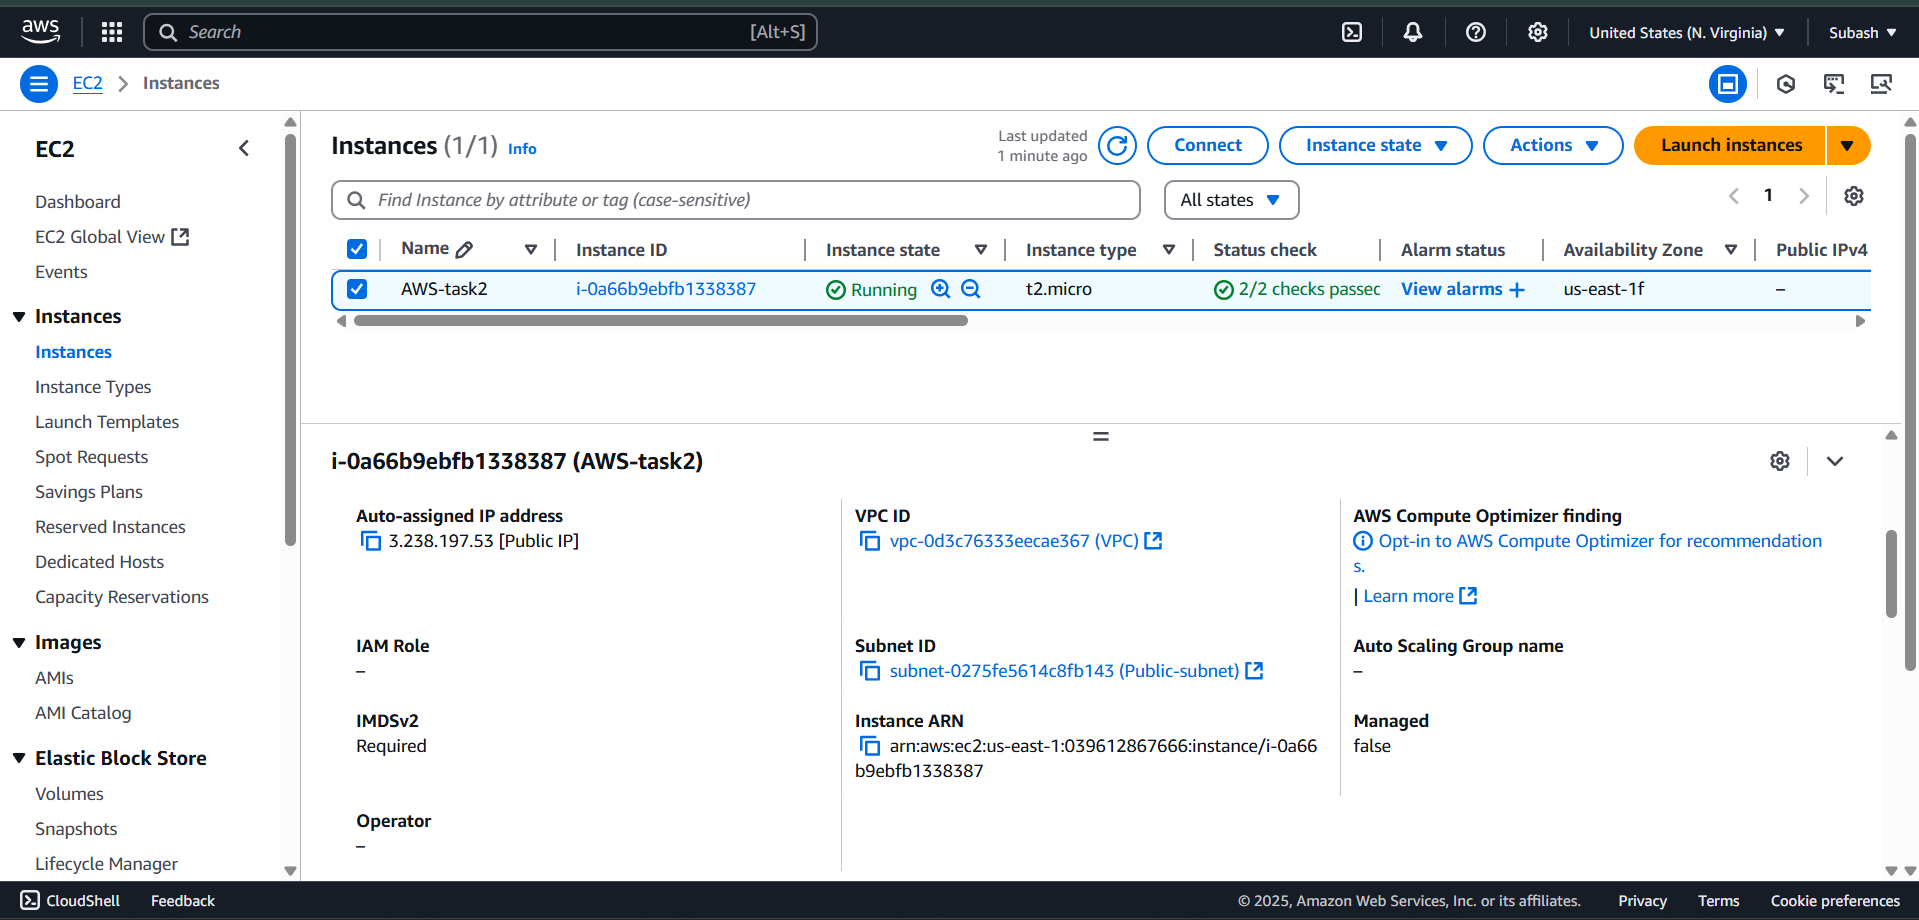 aws
Search
[Alt+S]
United States (N. Virginia)
Subash
EC2
Instances
EC2
Dashboard
EC2 Global View
Events
Instances
Instances
Instance Types
Launch Templates
Spot Requests
Savings Plans
Reserved Instances
Dedicated Hosts
Capacity Reservations
Images
AMIs
AMI Catalog
Elastic Block Store
Volumes
Snapshots
Lifecycle Manager
Instances (1/1) Info
Last updated
1 minute ago
Connect
Instance state
Actions
Launch instances
Find Instance by attribute or tag (case-sensitive)
All states
1
Name Instance ID Instance state Instance type Status check Alarm status Availability Zone Public IPv4
AWS-task2 i-0a66b9ebfb1338387 Running t2.micro 2/2 checks passed View alarms + us-east-1f –
i-0a66b9ebfb1338387 (AWS-task2)
Auto-assigned IP address
3.238.197.53 [Public IP]
VPC ID
vpc-0d3c76333eecae367 (VPC)
AWS Compute Optimizer finding
Opt-in to AWS Compute Optimizer for recommendation
s.
| Learn more
IAM Role
–
Subnet ID
subnet-0275fe5614c8fb143 (Public-subnet)
Auto Scaling Group name
–
IMDSv2
Required
Instance ARN
arn:aws:ec2:us-east-1:039612867666:instance/i-0a66
b9ebfb1338387
Managed
false
Operator
–
CloudShell
Feedback
© 2025, Amazon Web Services, Inc. or its affiliates.
Privacy
Terms
Cookie preferences